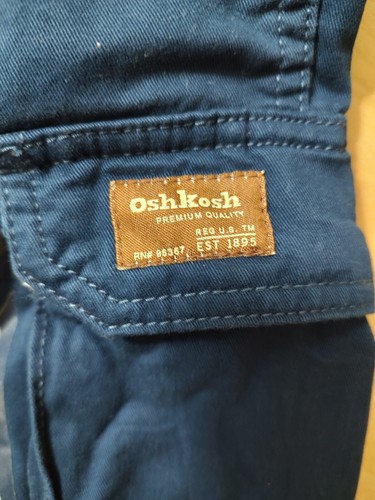 OshKosh
PREMIUM QUALITY
REG U.S. TM
RN# 96367 EST 1895